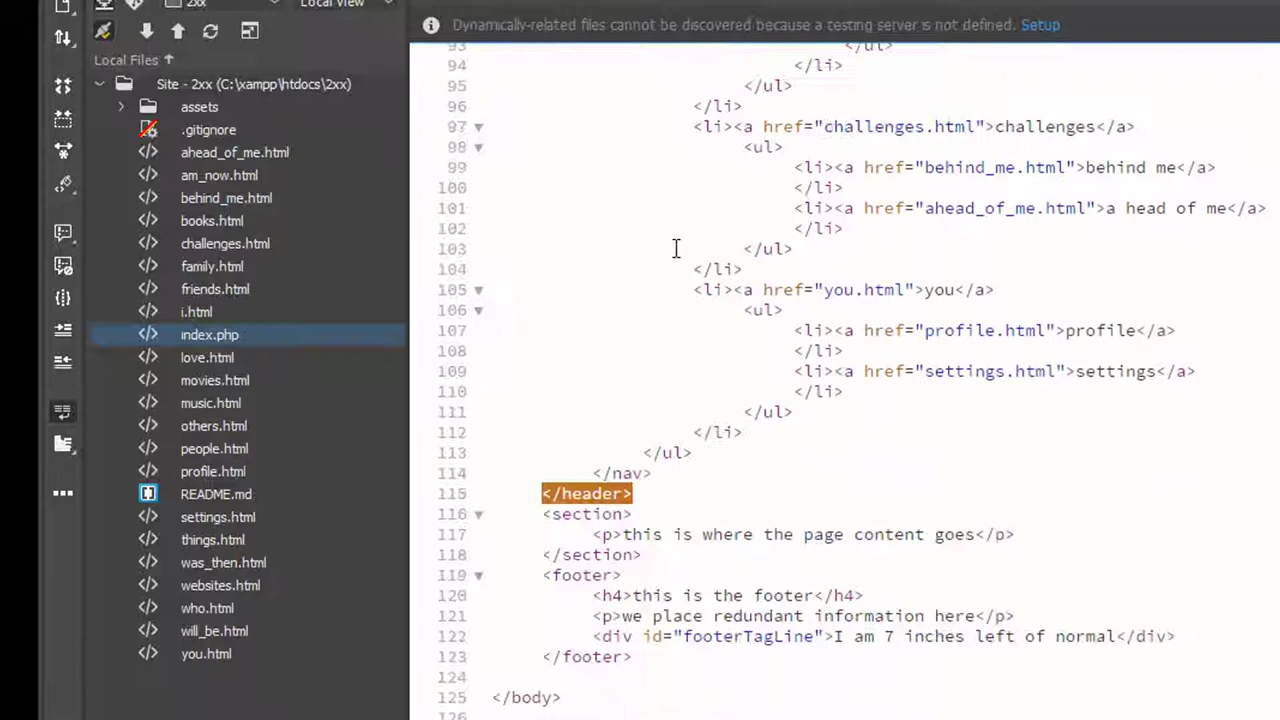 2xx
Local View
Local Files
Site - 2xx (C:\xampp\htdocs\2xx)
assets
.gitignore
ahead_of_me.html
am_now.html
behind_me.html
books.html
challenges.html
family.html
friends.html
i.html
index.php
love.html
movies.html
music.html
others.html
people.html
profile.html
README.md
settings.html
things.html
was_then.html
websites.html
who.html
will_be.html
you.html
Dynamically-related files cannot be discovered because a testing server is not defined. Setup
93 </ul>
94 </li>
95 </ul>
96 </li>
97 <li><a href="challenges.html">challenges</a>
98 <ul>
99 <li><a href="behind_me.html">behind me</a>
100 </li>
101 <li><a href="ahead_of_me.html">a head of me</a>
102 </li>
103 </ul>
104 </li>
105 <li><a href="you.html">you</a>
106 <ul>
107 <li><a href="profile.html">profile</a>
108 </li>
109 <li><a href="settings.html">settings</a>
110 </li>
111 </ul>
112 </li>
113 </ul>
114 </nav>
115 </header>
116 <section>
117 <p>this is where the page content goes</p>
118 </section>
119 <footer>
120 <h4>this is the footer</h4>
121 <p>we place redundant information here</p>
122 <div id="footerTagLine">I am 7 inches left of normal</div>
123 </footer>
124
125 </body>
126